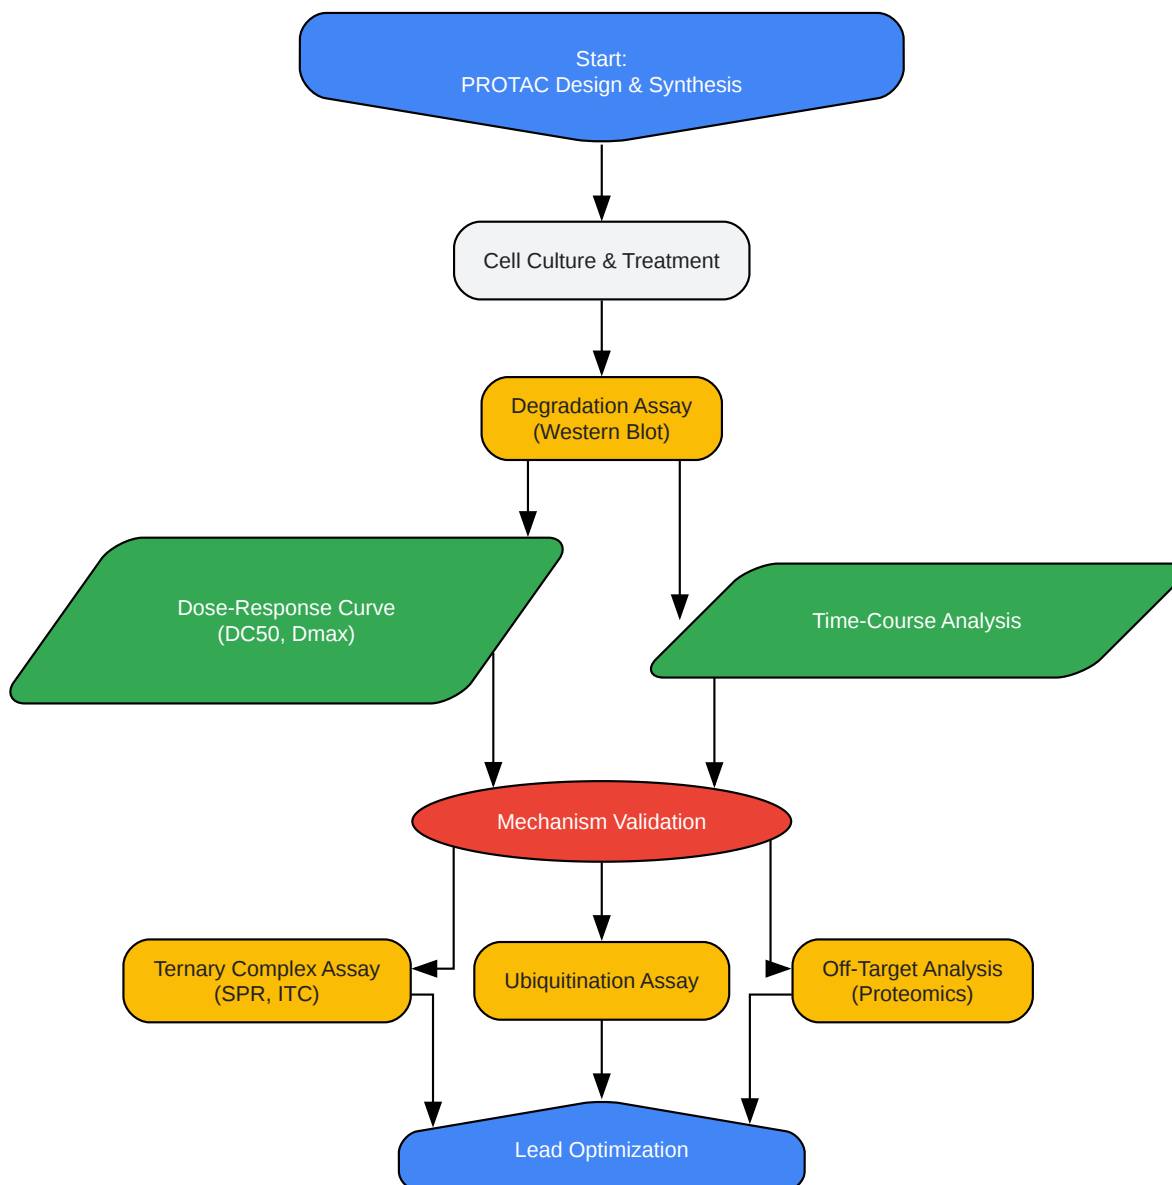 Start:
PROTAC Design & Synthesis
Cell Culture & Treatment
Degradation Assay
(Western Blot)
Dose-Response Curve
(DC50, Dmax)
Time-Course Analysis
Mechanism Validation
Ternary Complex Assay
(SPR, ITC)
Ubiquitination Assay
Off-Target Analysis
(Proteomics)
Lead Optimization